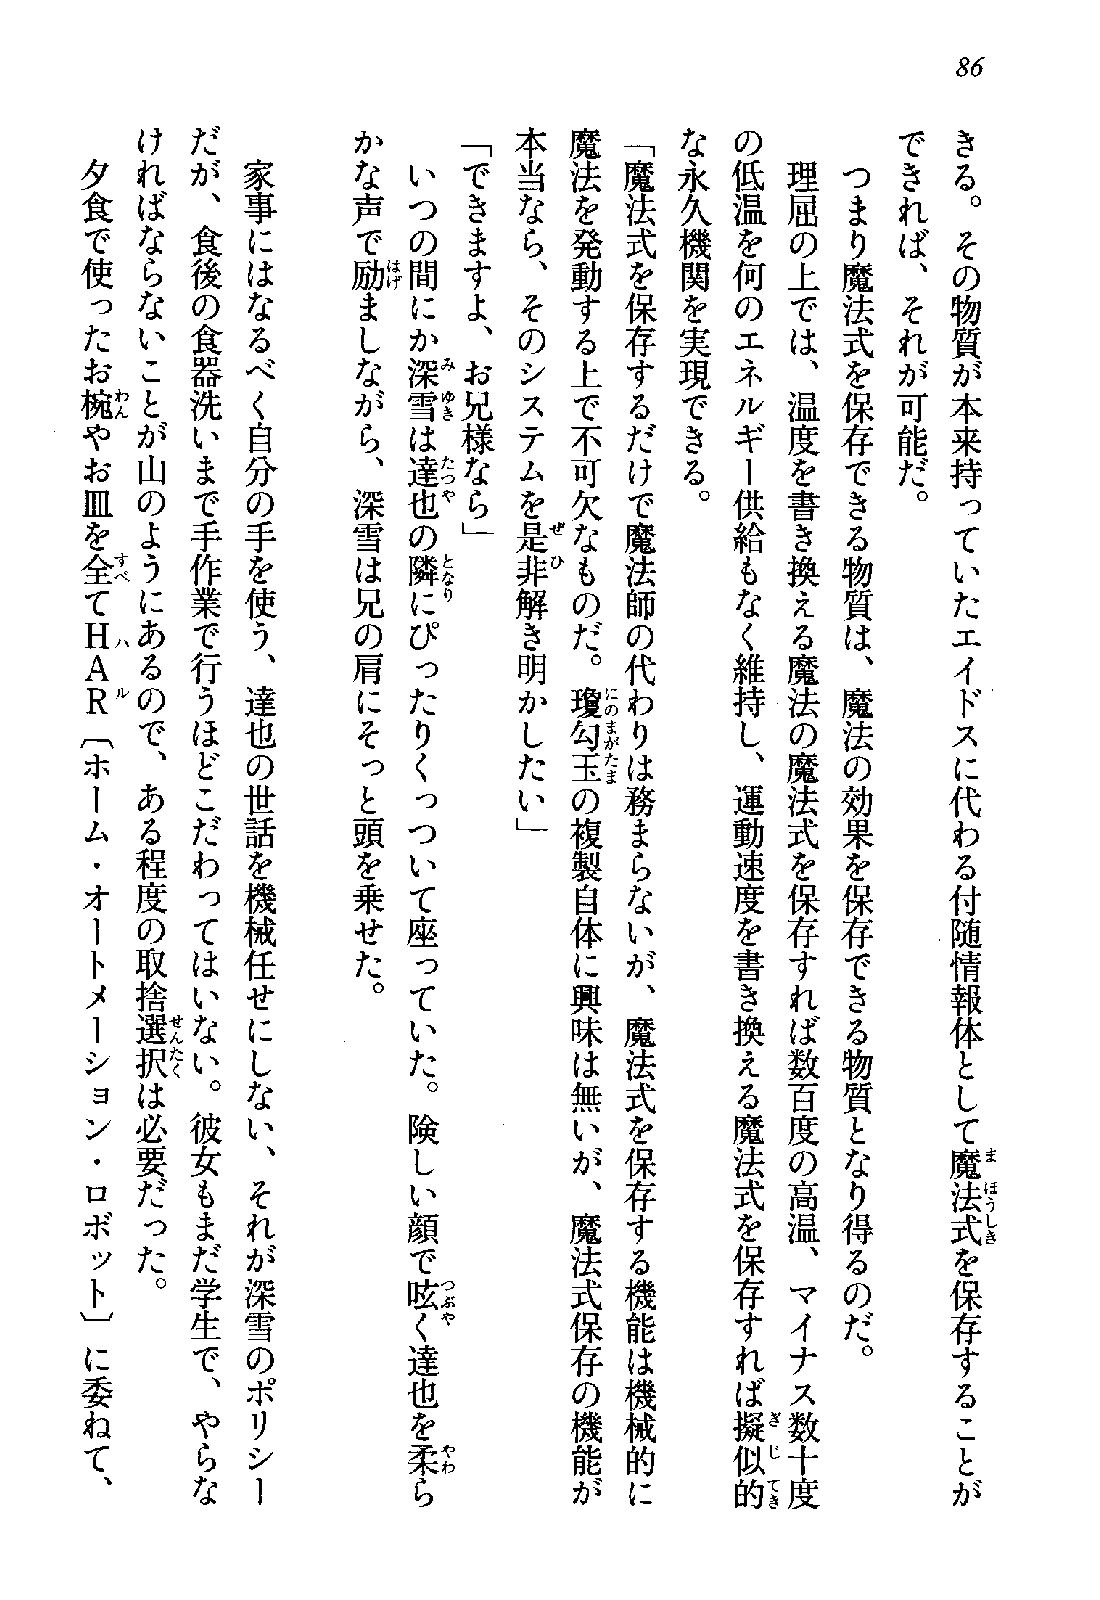 86
きる。その物質が本来持っていたエイドスに代わる付随情報体として魔法式を保存することが
できれば、それが可能だ。
つまり魔法式を保存できる物質は、魔法の効果を保存できる物質となり得るのだ。
理屈の上では、温度を書き換える魔法の魔法式を保存すれば数百度の高温、マイナス数十度
の低温を何のエネルギー供給もなく維持し、運動速度を書き換える魔法式を保存すれば擬似的
な永久機関を実現できる。
「魔法式を保存するだけで魔法師の代わりは務まらないが、魔法式を保存する機能は機械的に
魔法を発動する上で不可欠なものだ。瓊勾玉の複製自体に興味は無いが、魔法式保存の機能が
本当なら、そのシステムを是非解き明かしたい」
「できますよ、お兄様なら」
いつの間にか深雪は達也の隣にぴったりくっついて座っていた。険しい顔で呟く達也を柔ら
かな声で励ましながら、深雪は兄の肩にそっと頭を乗せた。
家事にはなるべく自分の手を使う、達也の世話を機械任せにしない、それが深雪のポリシー
だが、食後の食器洗いまで手作業で行うほどこだわってはいない。彼女もまだ学生で、やらな
ければならないことが山のようにあるので、ある程度の取捨選択は必要だった。
夕食で使ったお椀やお皿を全てＨＡＲ〔ホーム・オートメーション・ロボット〕に委ねて、